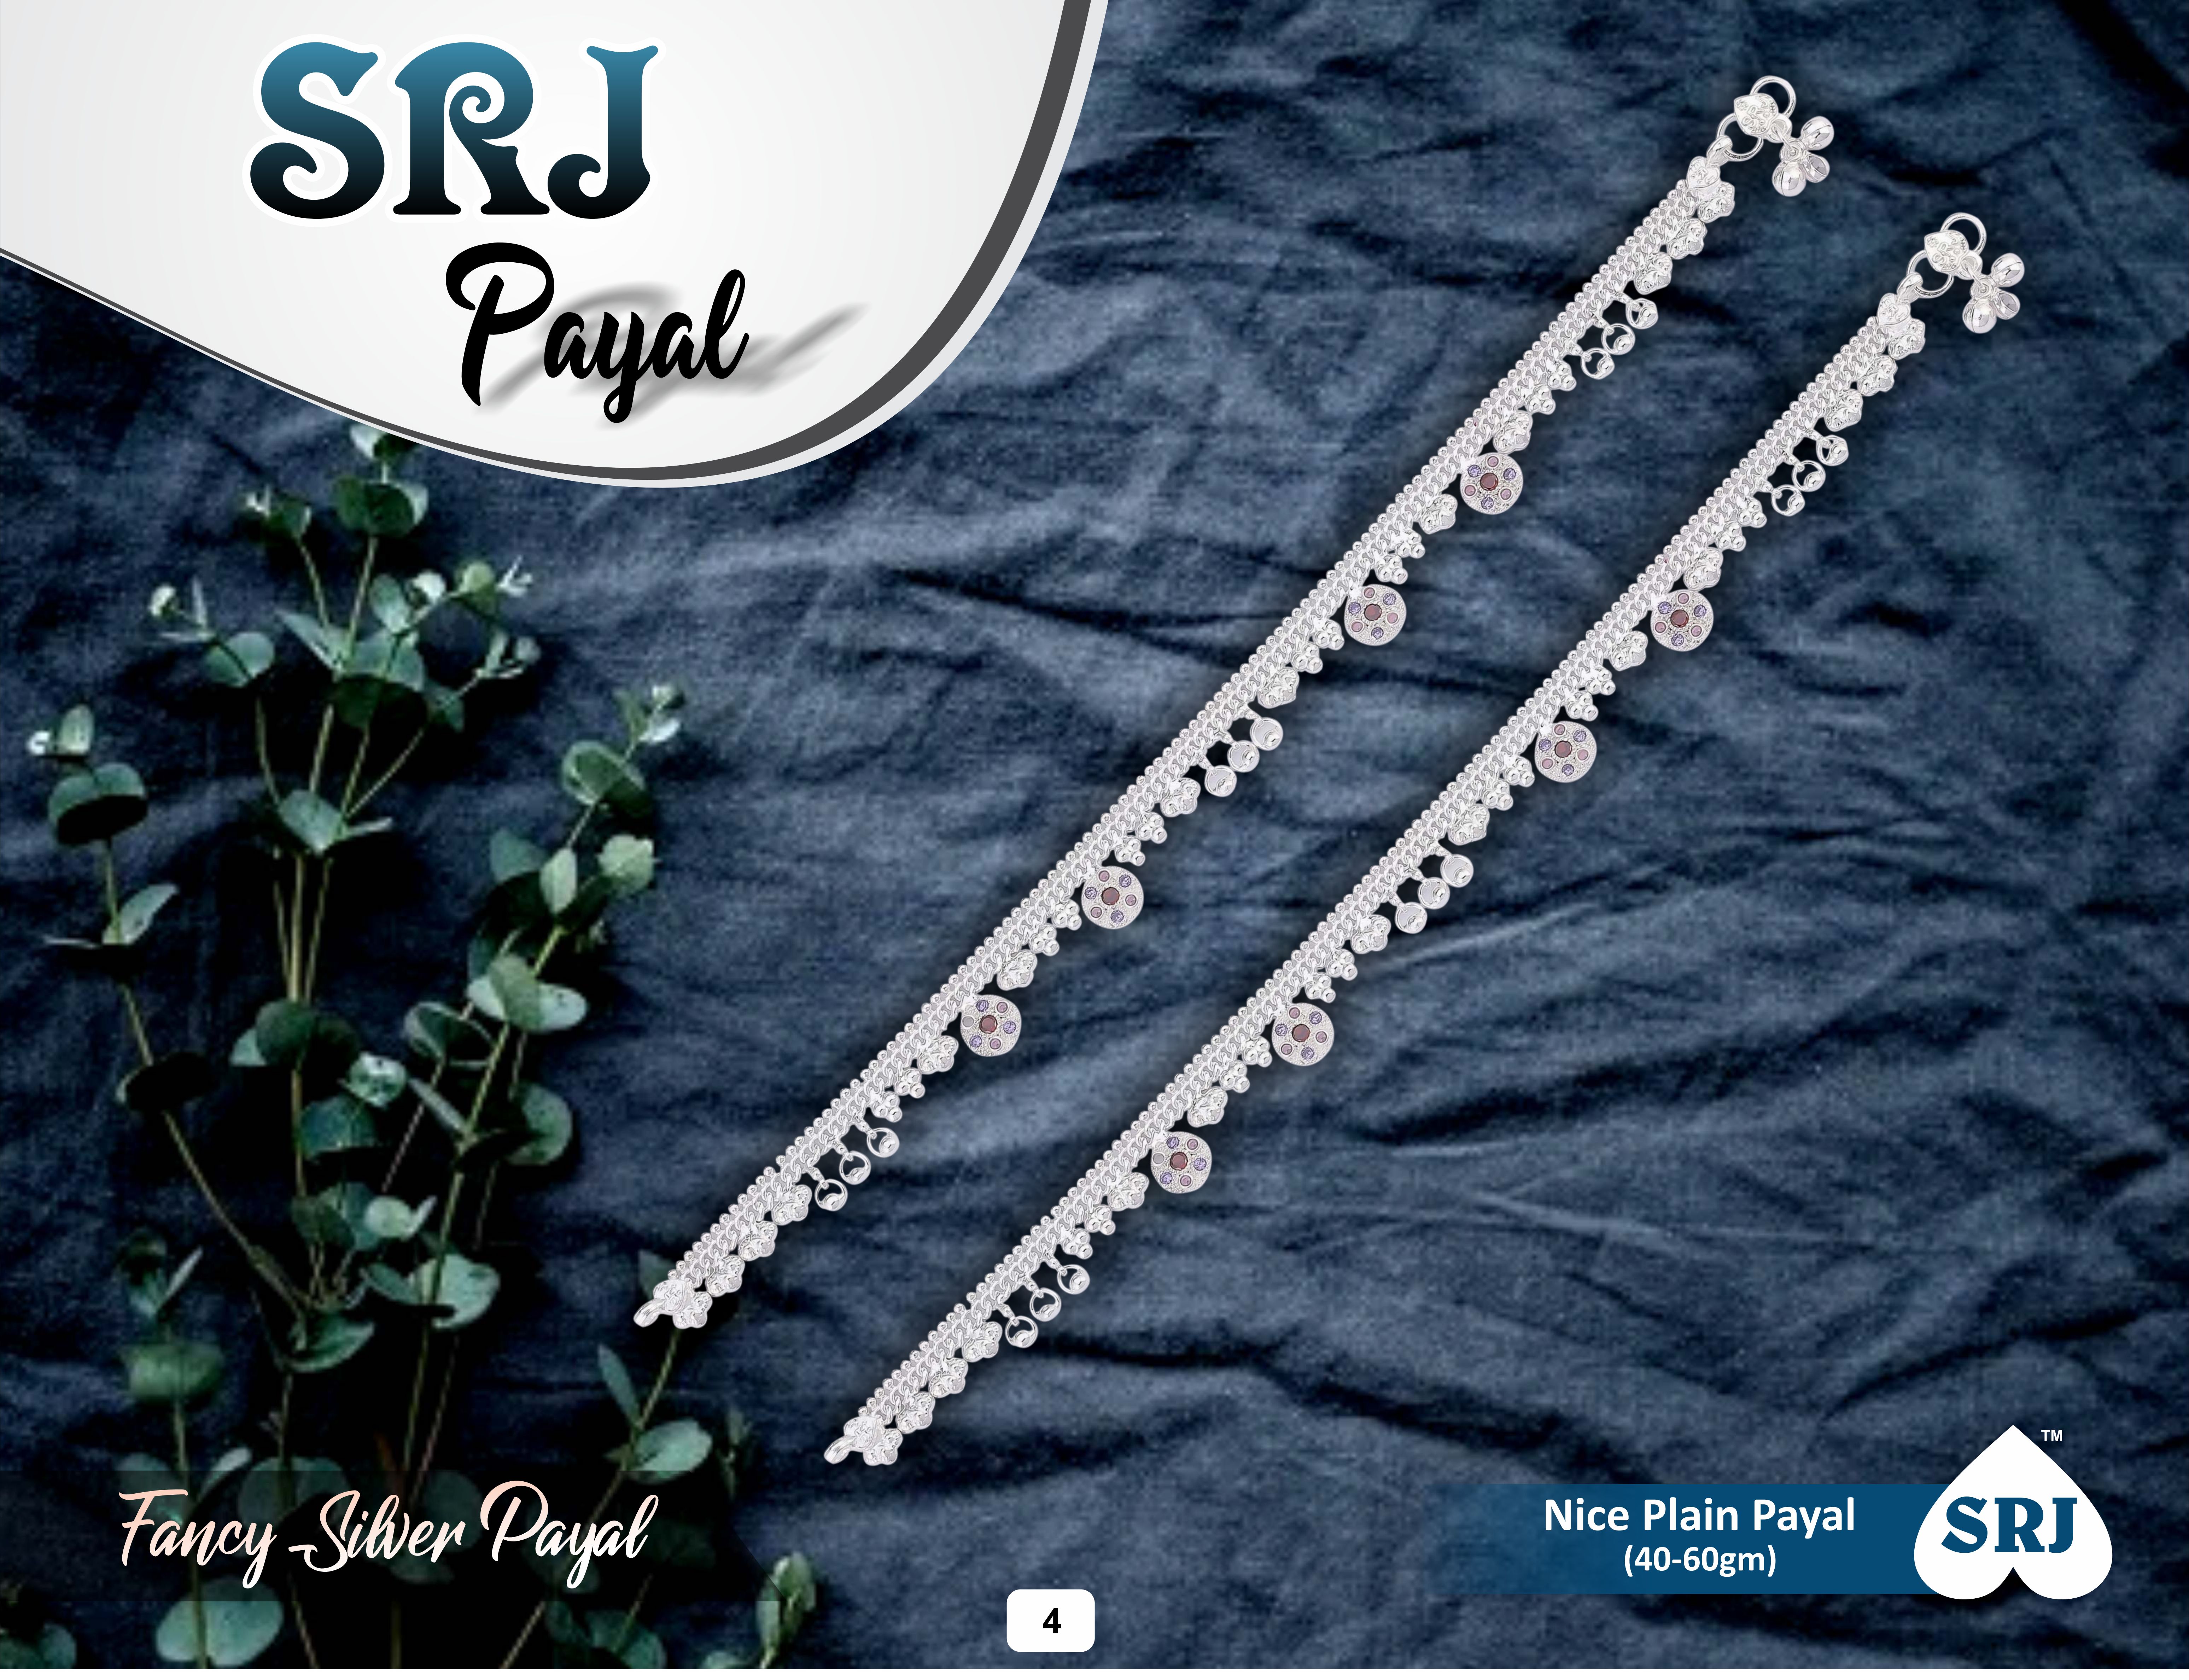 SRJ
Payal
Fancy Silver Payal
Nice Plain Payal
(40-60gm)
TM
SRJ
4